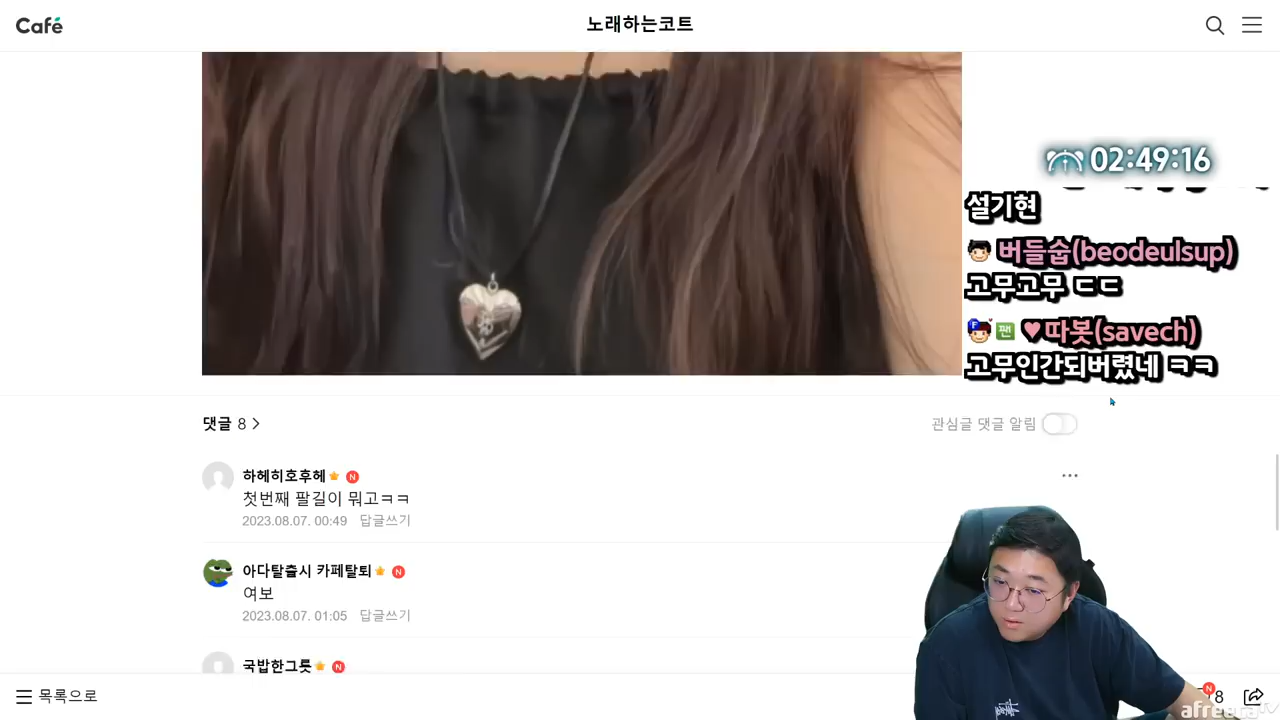 Café
노래하는코트
02:49:16
설기현
버들숩(beodeulsup)
고무고무 ㄷㄷ
F 팬 ♥따봇(savech)
고무인간되버렸네 ㅋㅋ
댓글 8 >
관심글 댓글 알림
하헤히호후헤 N
첫번째 팔길이 뭐고ㅋㅋ
2023.08.07. 00:49 답글쓰기
아다탈출시 카페탈퇴 N
여보
2023.08.07. 01:05 답글쓰기
국밥한그릇 N
목록으로
N 8
afreecaTV